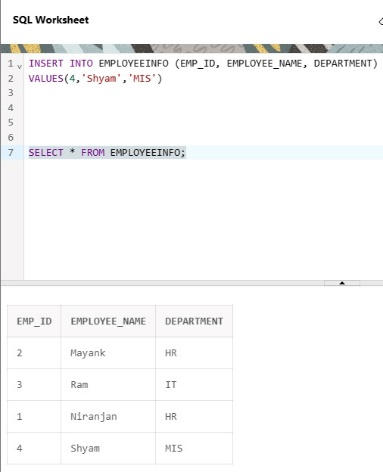 SQL Worksheet
1 INSERT INTO EMPLOYEEINFO (EMP_ID, EMPLOYEE_NAME, DEPARTMENT)
2 VALUES(4,'Shyam','MIS')
3
4
5
6
7 SELECT * FROM EMPLOYEEINFO;
EMP_ID EMPLOYEE_NAME DEPARTMENT
2 Mayank HR
3 Ram IT
1 Niranjan HR
4 Shyam MIS